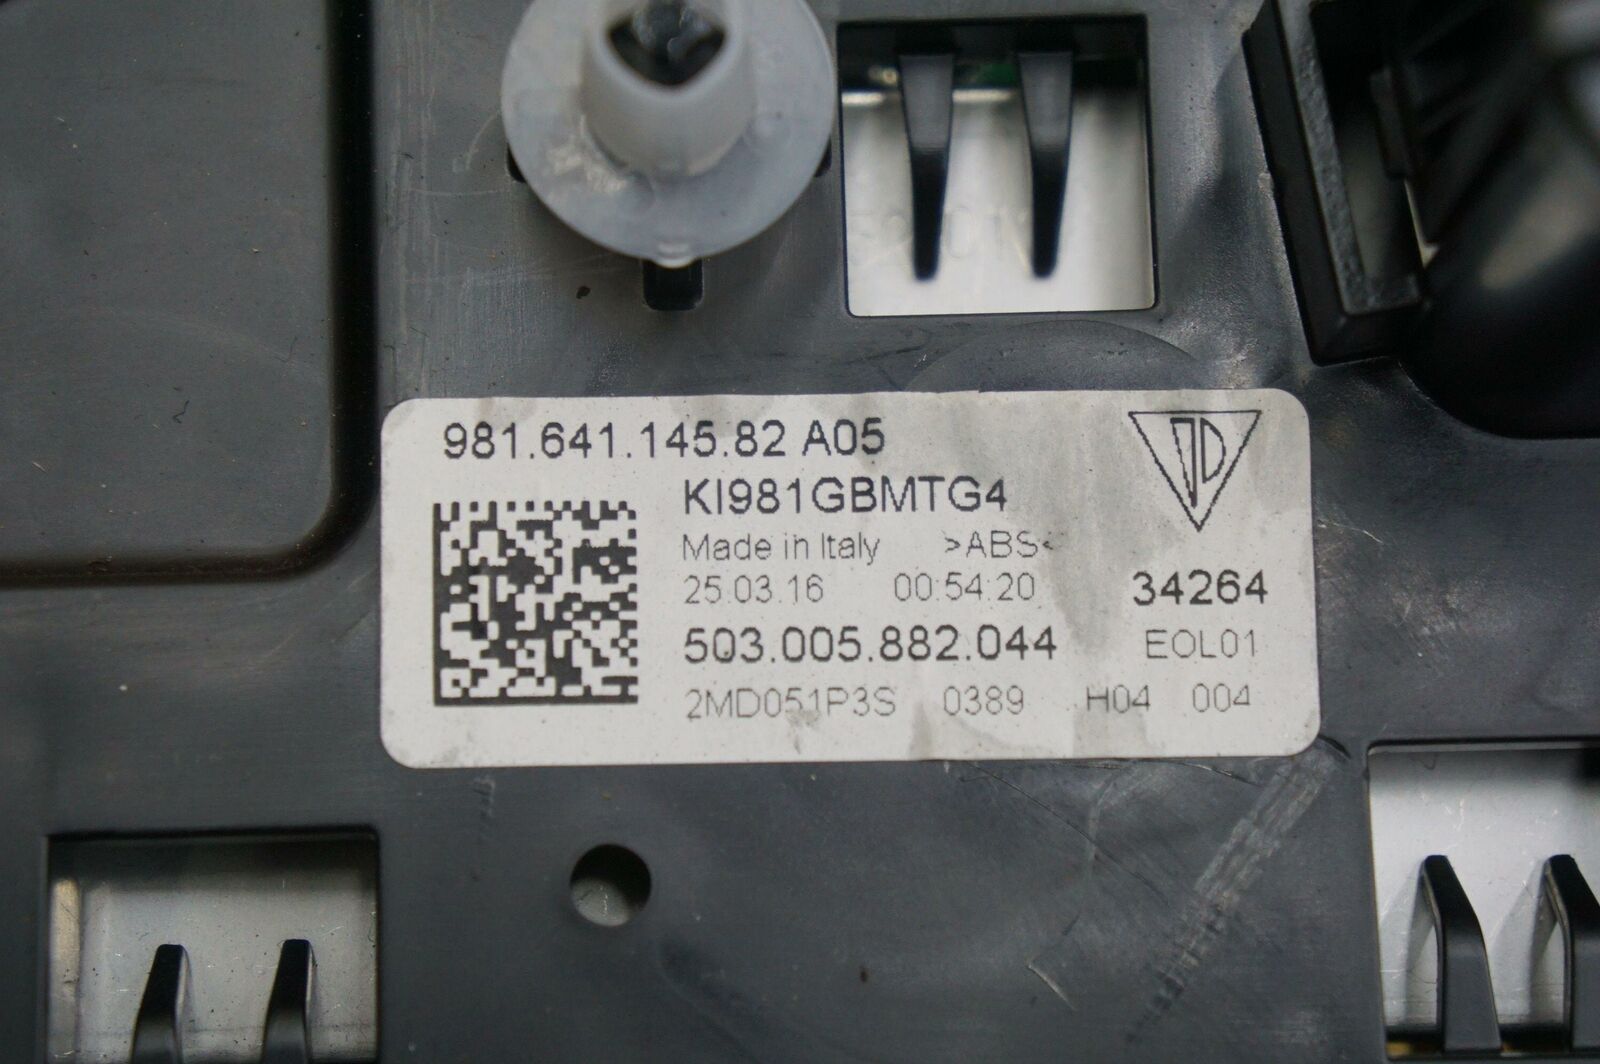 981.641.145.82 A05
KI981GBMTG4
Made in Italy >ABS<
25.03.16 00:54:20 34264
503.005.882.044 EOL01
2MD051P3S 0389 H04 004